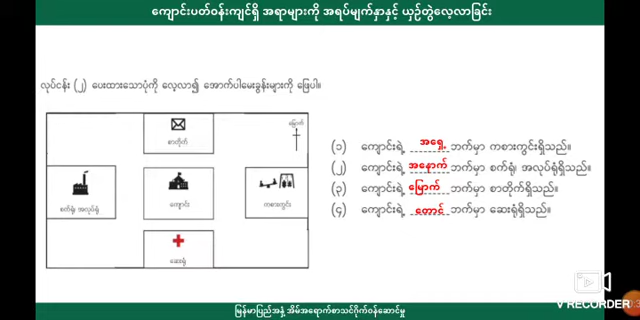 ကျောင်းပတ်ဝန်းကျင်ရှိ အရာများကို အရပ်မျက်နှာနှင့် ယှဉ်တွဲလေ့လာခြင်း
လုပ်ငန်း (၂) ပေးထားသောပုံကို လေ့လာ၍ အောက်ပါမေးခွန်းများကို ဖြေပါ။
မြောက်
စာတိုက်
စက်ရုံ၊ အလုပ်ရုံ
ကျောင်း
ကစားကွင်း
ဆေးရုံ
(၁) ကျောင်းရဲ့ အရှေ့ ဘက်မှာ ကစားကွင်းရှိသည်။
(၂) ကျောင်းရဲ့ အနောက် ဘက်မှာ စက်ရုံ၊ အလုပ်ရုံရှိသည်။
(၃) ကျောင်းရဲ့ မြောက် ဘက်မှာ စာတိုက်ရှိသည်။
(၄) ကျောင်းရဲ့ တောင် ဘက်မှာ ဆေးရုံရှိသည်။
မြန်မာပြည်အနှံ့ အိမ်အရောက်စာသင်ဝိုက်ဝန်ဆောင်မှု
V RECORDER